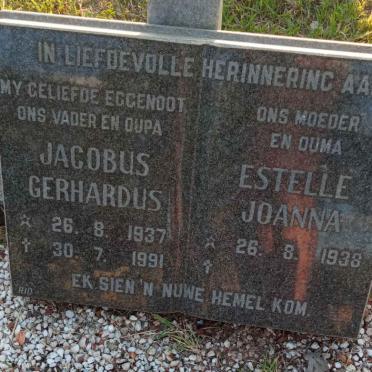 IN LIEFDEVOLLE HERINNERING AA
MY GELIEFDE EGGENOOT
ONS VADER EN OUPA
JACOBUS
GERHARDUS
☆ 26. 8. 1937
✝ 30. 7. 1991
ONS MOEDER
EN OUMA
ESTELLE
JOANNA
☆ 26. 8. 1938
✝
EK SIEN 'N NUWE HEMEL KOM